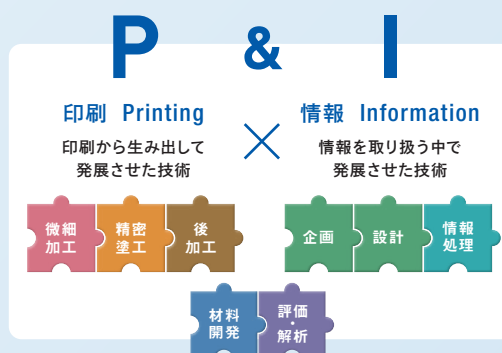 P & I
印刷 Printing
印刷から生み出して
発展させた技術
×
情報 Information
情報を取り扱う中で
発展させた技術
微細
加工
精密
塗工
後
加工
企画
設計
情報
処理
材料
開発
評価
・
解析